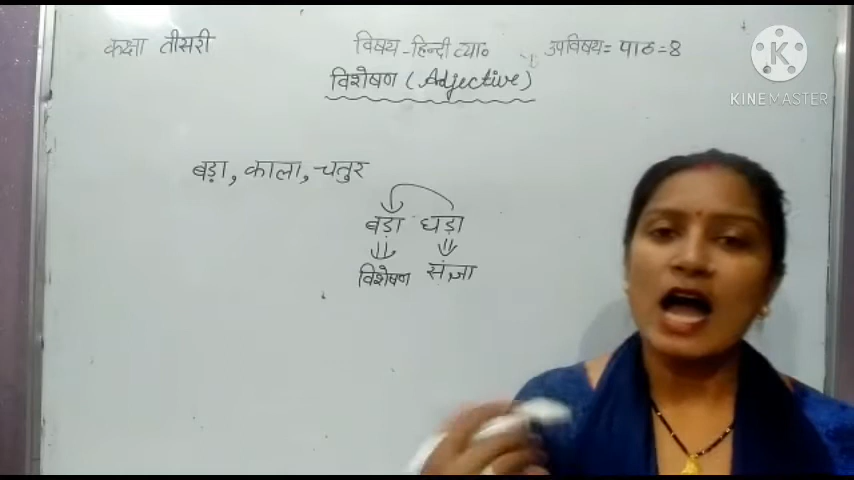 कक्षा तीसरी विषय-हिन्दी व्या० उपविषय= पाठ=8
विशेषण (Adjective)
K
KINEMASTER
बड़ा, काला, चतुर
बड़ा घड़ा
विशेषण संज्ञा